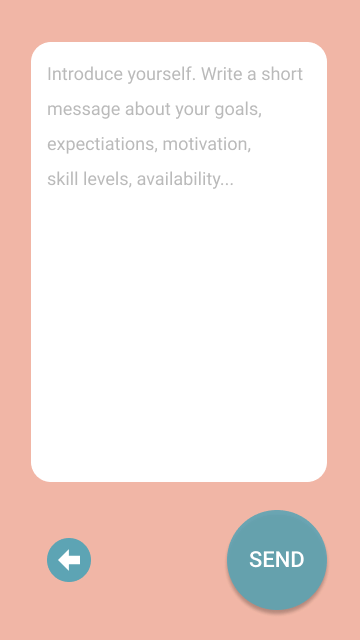 Introduce yourself. Write a short
message about your goals,
expectiations, motivation,
skill levels, availability...
SEND